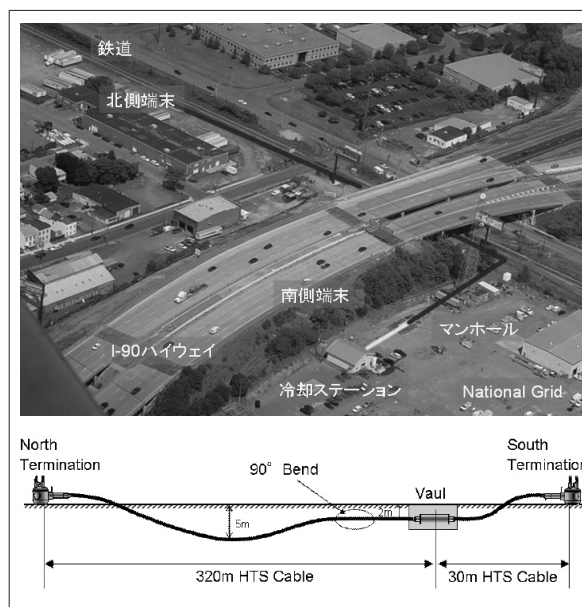 鉄道
北側端末
南側端末
マンホール
I-90ハイウェイ
冷却ステーション
National Grid
North
Termination
South
Termination
90° Bend
Vaul
2m
5m
320m HTS Cable
30m HTS Cable